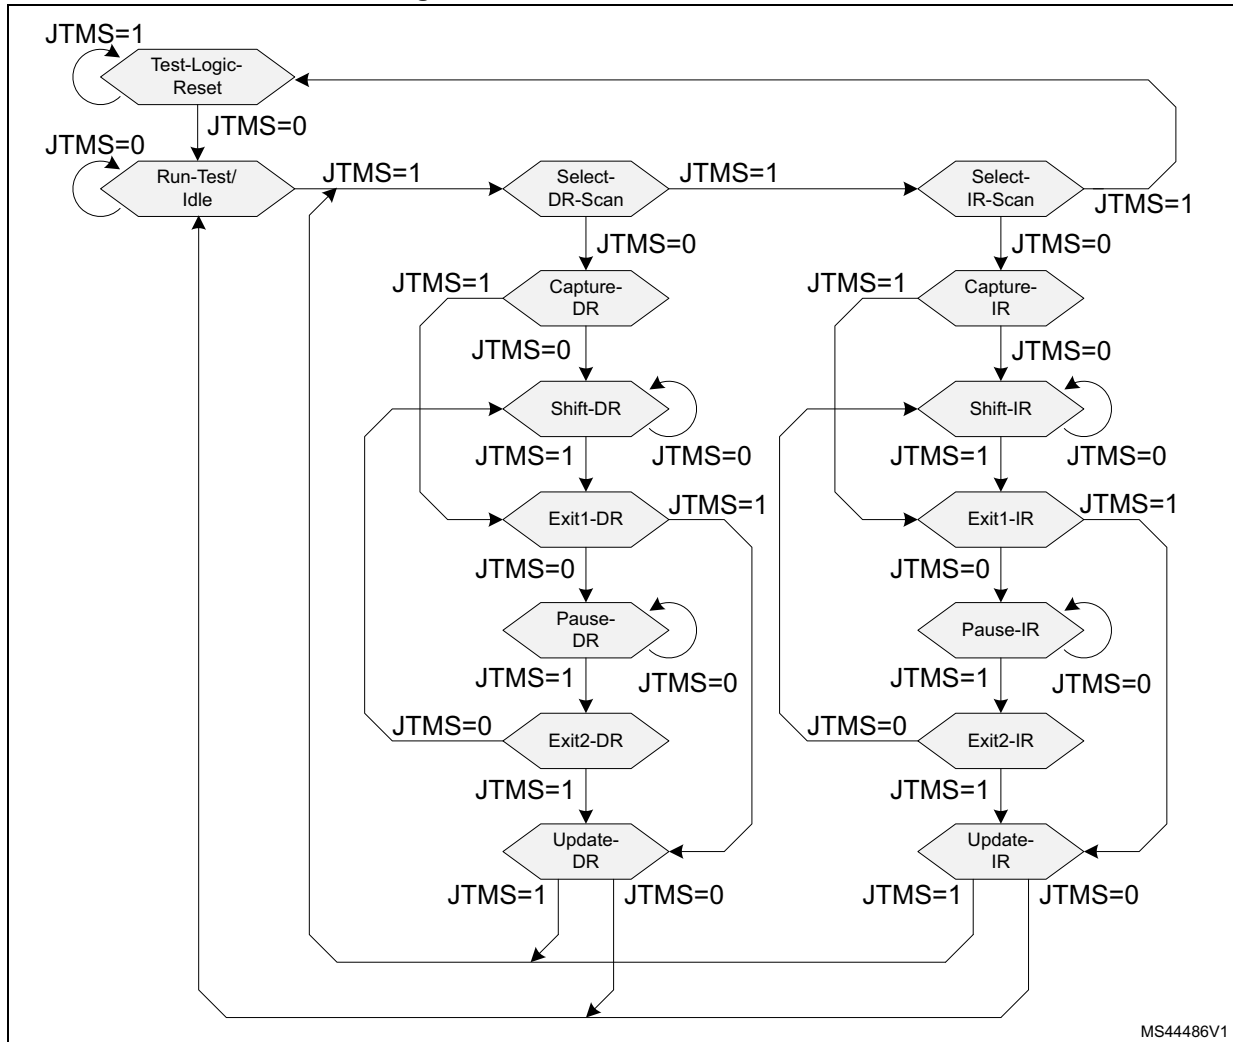 JTMS=1
Test-Logic-
Reset
JTMS=0
JTMS=0
Run-Test/
Idle
JTMS=1
Select-
DR-Scan
JTMS=1
Select-
IR-Scan
JTMS=1
JTMS=0
JTMS=0
JTMS=1
Capture-
DR
JTMS=1
Capture-
IR
JTMS=0
JTMS=0
Shift-DR
Shift-IR
JTMS=1
JTMS=0
JTMS=1
JTMS=0
Exit1-DR
JTMS=1
Exit1-IR
JTMS=1
JTMS=0
JTMS=0
Pause-
DR
Pause-IR
JTMS=1
JTMS=0
JTMS=1
JTMS=0
JTMS=0
Exit2-DR
JTMS=0
Exit2-IR
JTMS=1
JTMS=1
Update-
DR
Update-
IR
JTMS=1
JTMS=0
JTMS=1
JTMS=0
MS44486V1